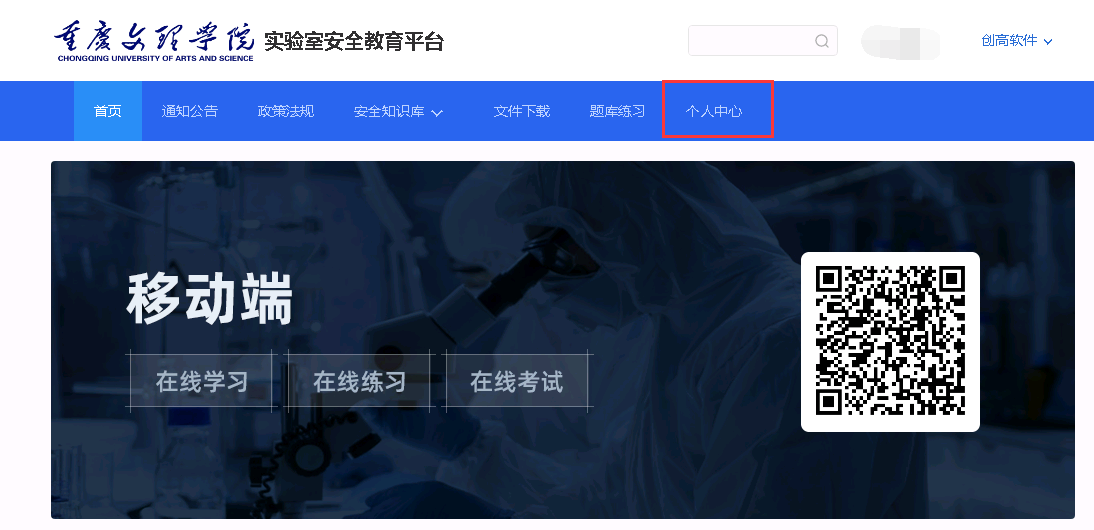 重庆文理学院
CHONGQING UNIVERSITY OF ARTS AND SCIENCE
实验室安全教育平台
创高软件
首页 通知公告 政策法规 安全知识库 文件下载 题库练习 个人中心
移动端
在线学习 在线练习 在线考试